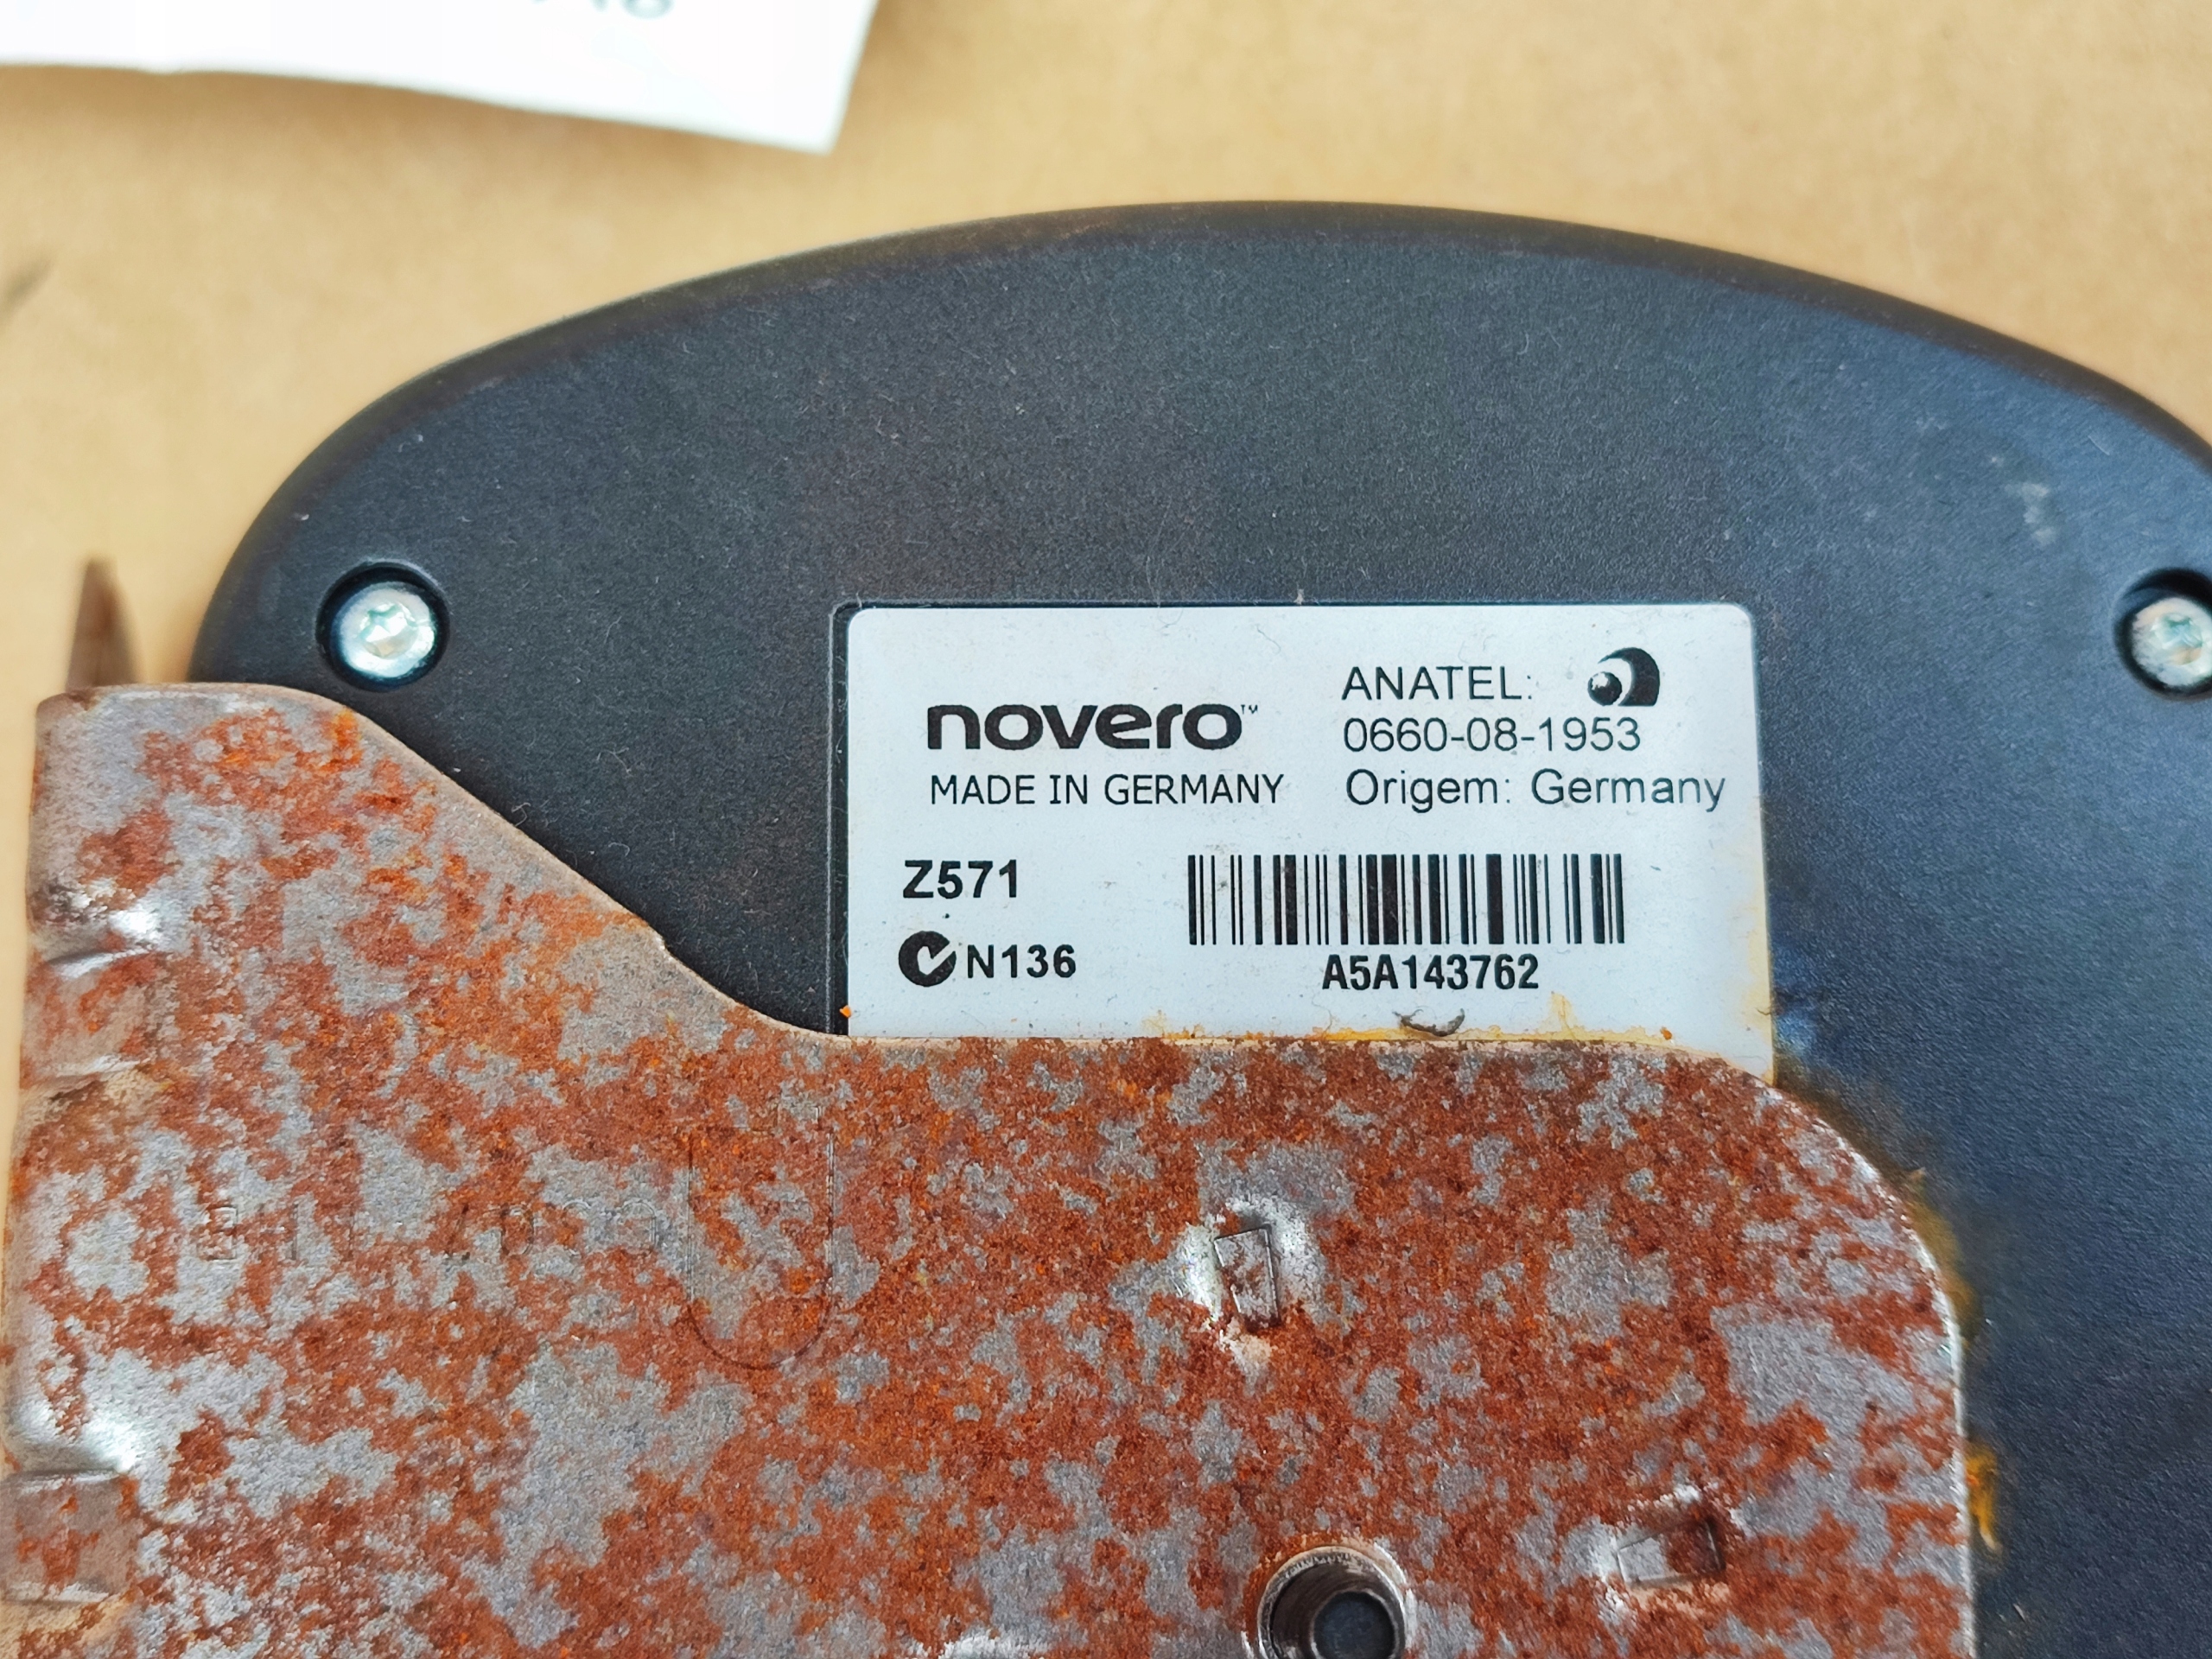 novero™
MADE IN GERMANY
ANATEL:
0660-08-1953
Origem: Germany
Z571
N136
A5A143762